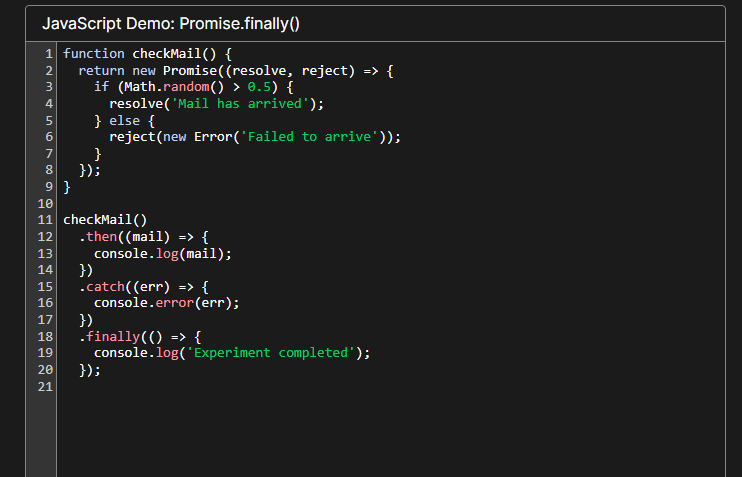 JavaScript Demo: Promise.finally()
1 function checkMail() {
2   return new Promise((resolve, reject) => {
3     if (Math.random() > 0.5) {
4       resolve('Mail has arrived');
5     } else {
6       reject(new Error('Failed to arrive'));
7     }
8   });
9 }
10
11 checkMail()
12   .then((mail) => {
13     console.log(mail);
14   })
15   .catch((err) => {
16     console.error(err);
17   })
18   .finally(() => {
19     console.log('Experiment completed');
20   });
21